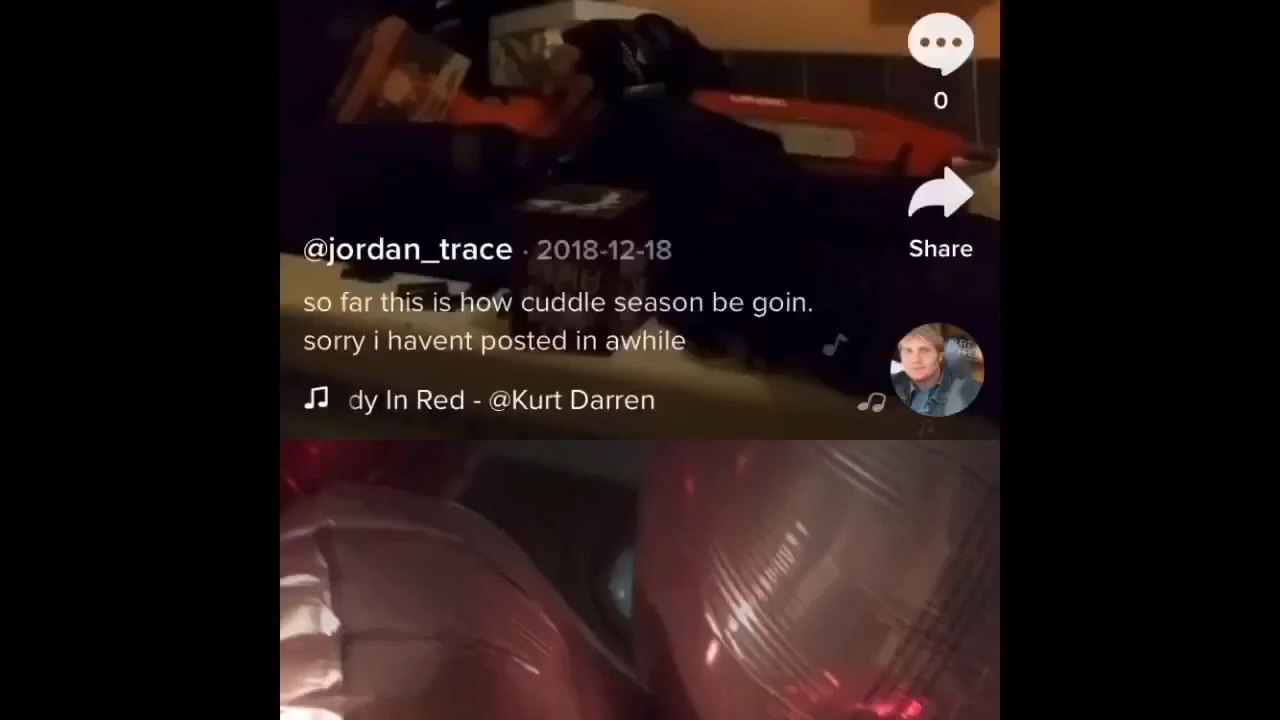 0
Share
@jordan_trace · 2018-12-18
so far this is how cuddle season be goin.
sorry i havent posted in awhile
dy In Red - @Kurt Darren